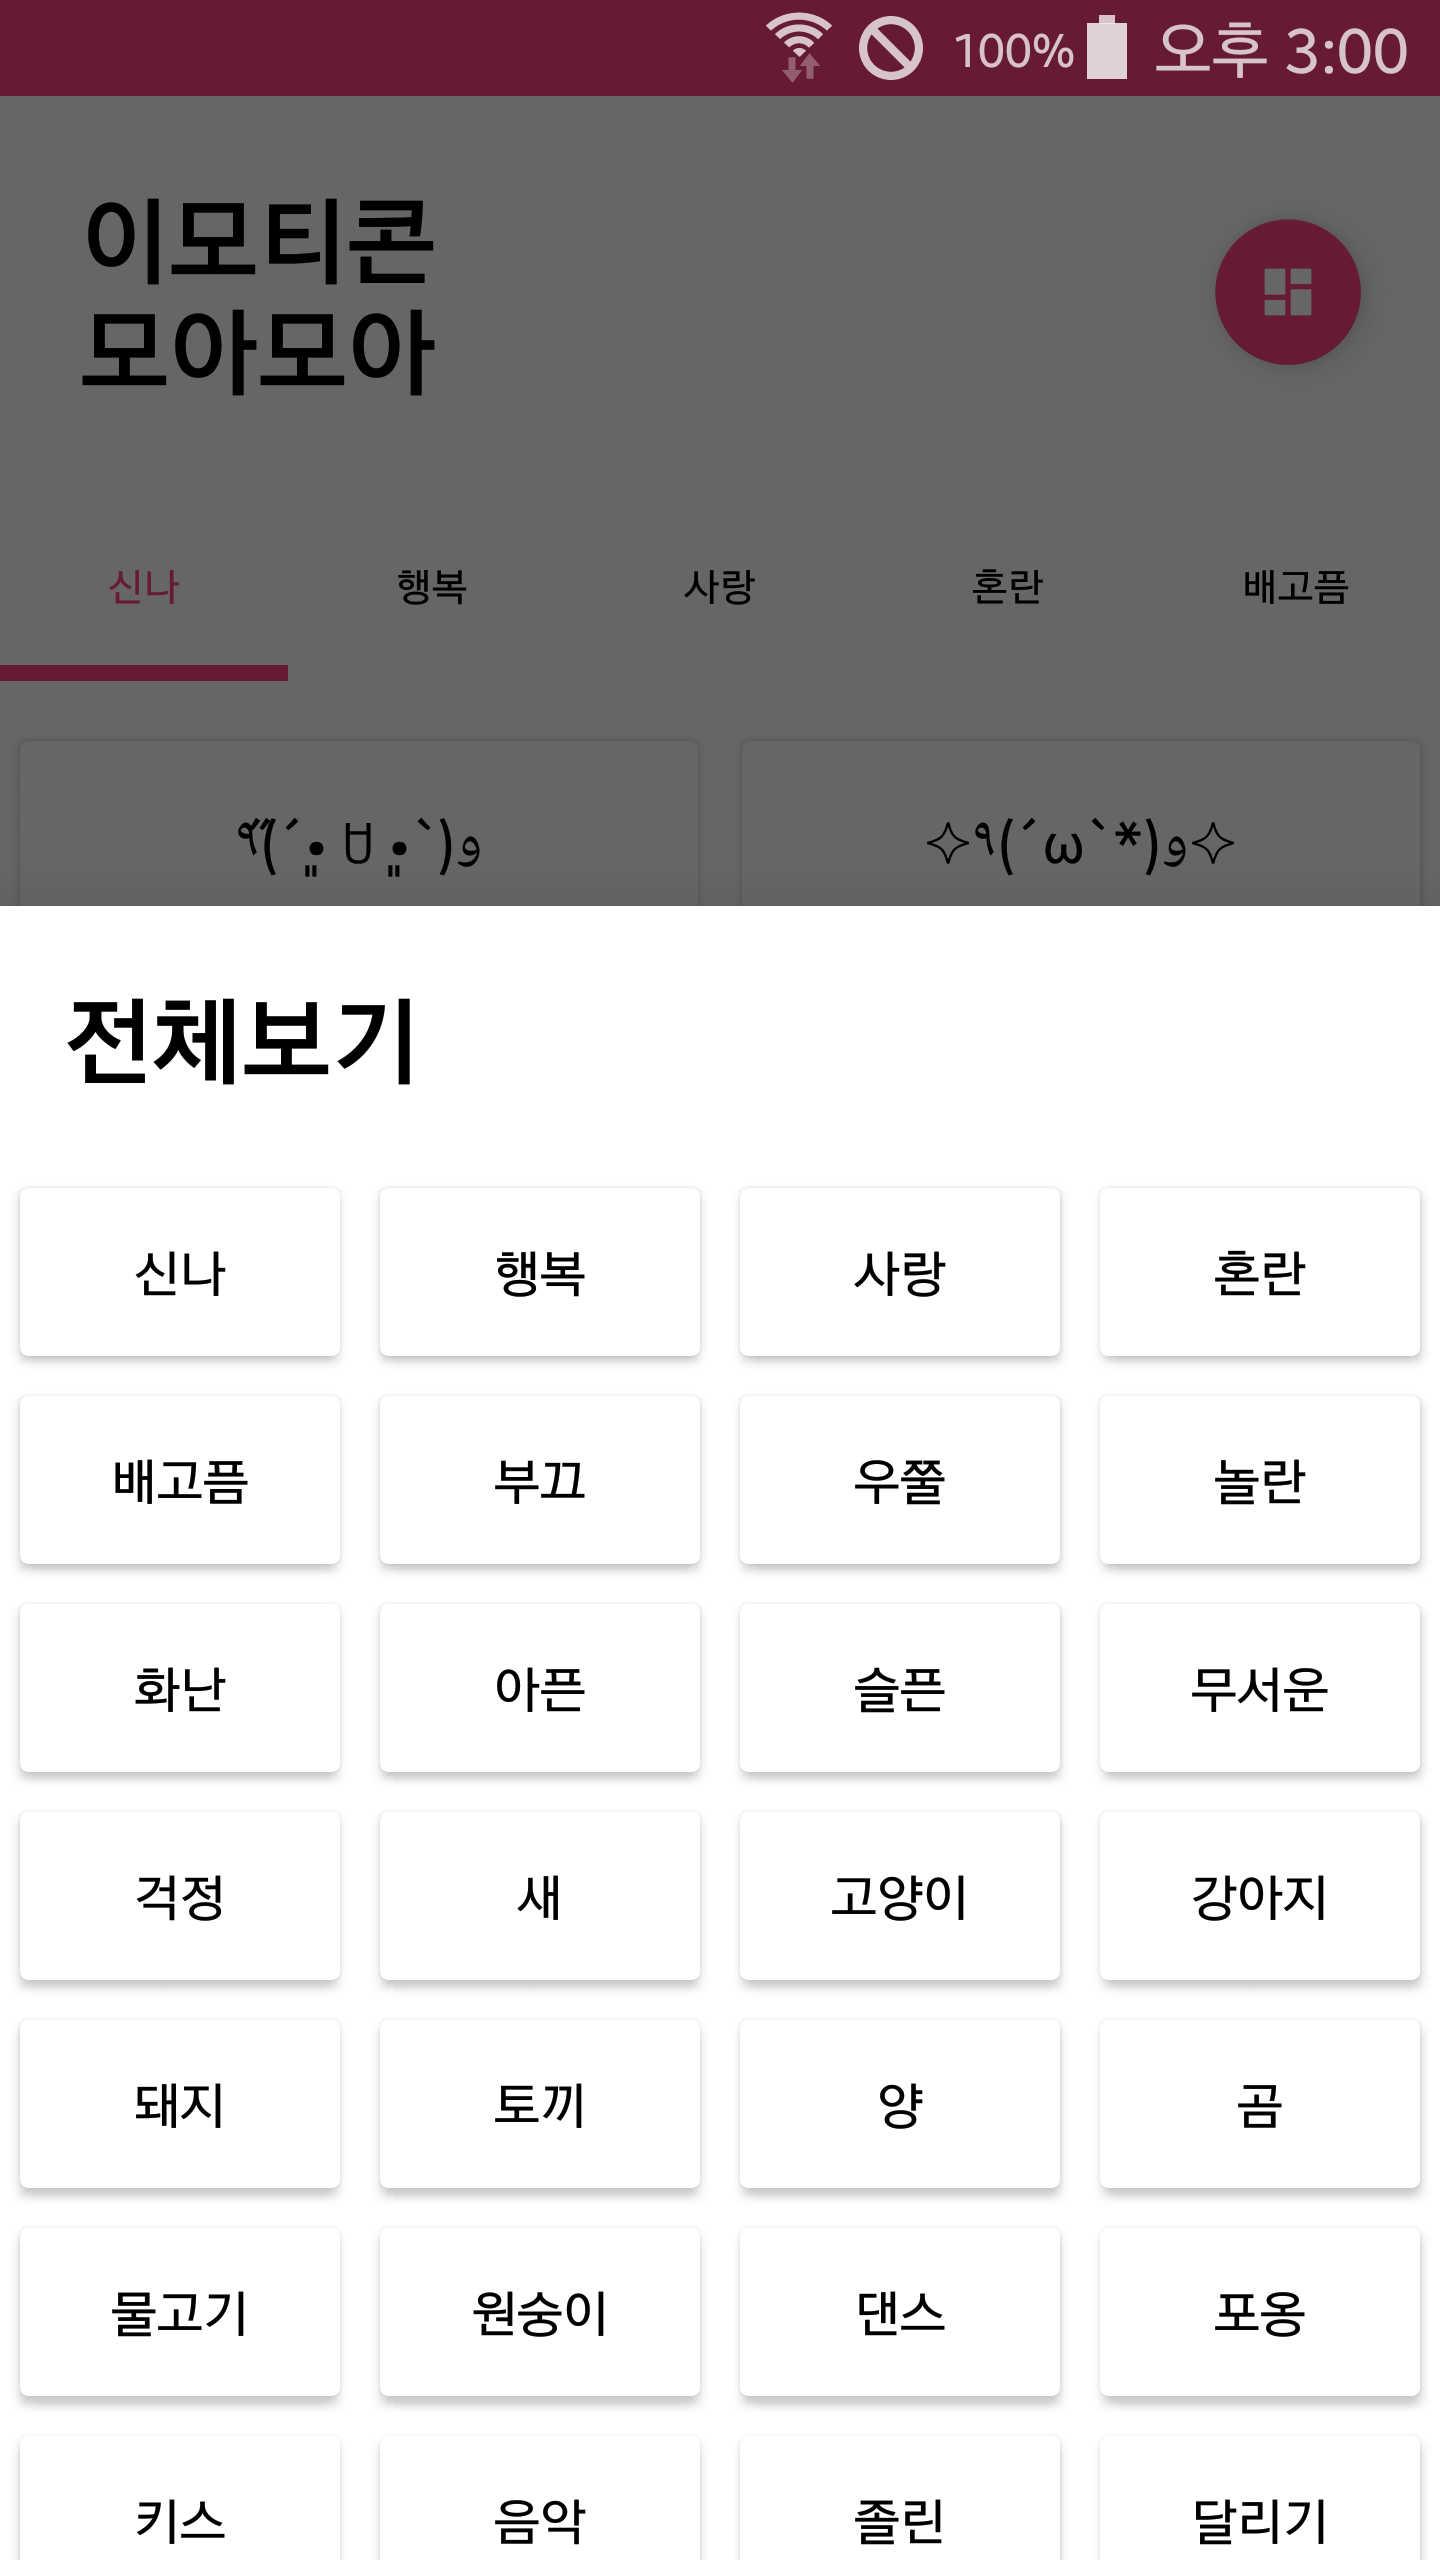 100% 오후 3:00
이모티콘
모아모아
신나 행복 사랑 혼란 배고픔
✧٩(ˊωˋ*)و✧
전체보기
신나 행복 사랑 혼란
배고픔 부끄 우쭐 놀란
화난 아픈 슬픈 무서운
걱정 새 고양이 강아지
돼지 토끼 양 곰
물고기 원숭이 댄스 포옹
키스 음악 졸린 달리기